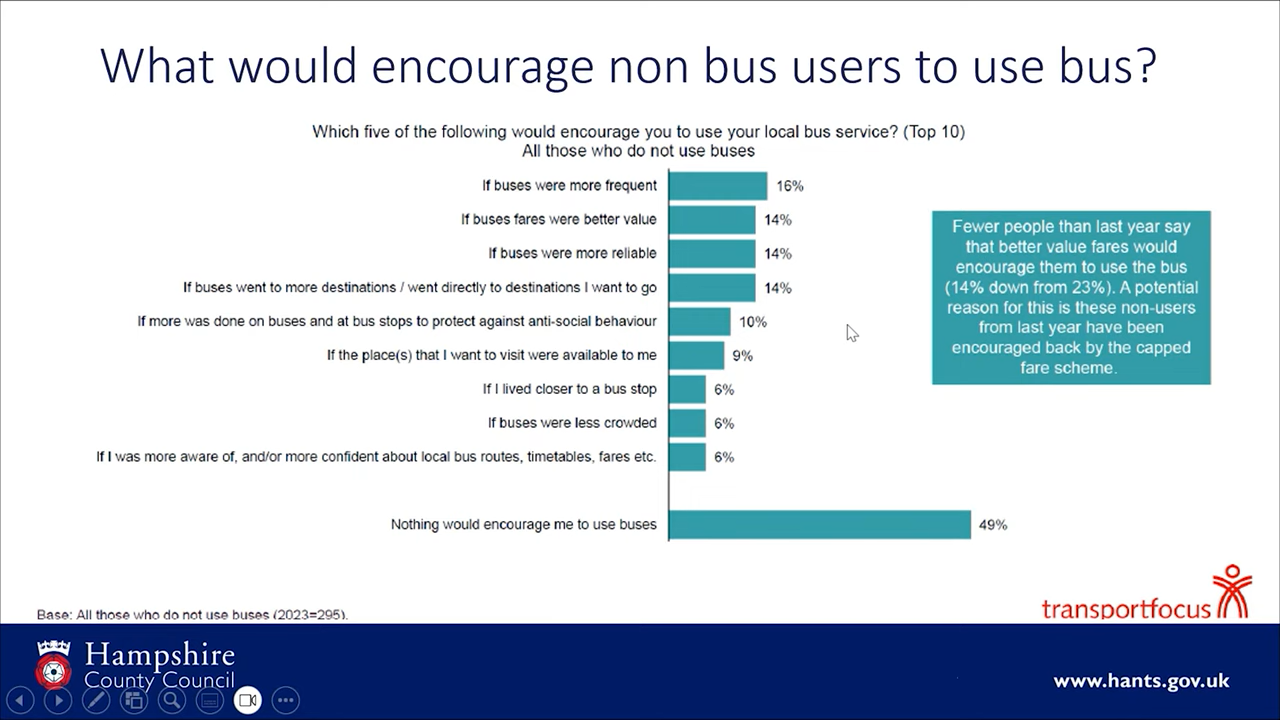 What would encourage non bus users to use bus?
Which five of the following would encourage you to use your local bus service? (Top 10)
All those who do not use buses
If buses were more frequent 16%
If buses fares were better value 14%
If buses were more reliable 14%
If buses went to more destinations / went directly to destinations I want to go 14%
If more was done on buses and at bus stops to protect against anti-social behaviour 10%
If the place(s) that I want to visit were available to me 9%
If I lived closer to a bus stop 6%
If buses were less crowded 6%
If I was more aware of, and/or more confident about local bus routes, timetables, fares etc. 6%
Nothing would encourage me to use buses 49%
Fewer people than last year say
that better value fares would
encourage them to use the bus
(14% down from 23%). A potential
reason for this is these non-users
from last year have been
encouraged back by the capped
fare scheme.
Base: All those who do not use buses (2023=295).
transportfocus
Hampshire
County Council
www.hants.gov.uk